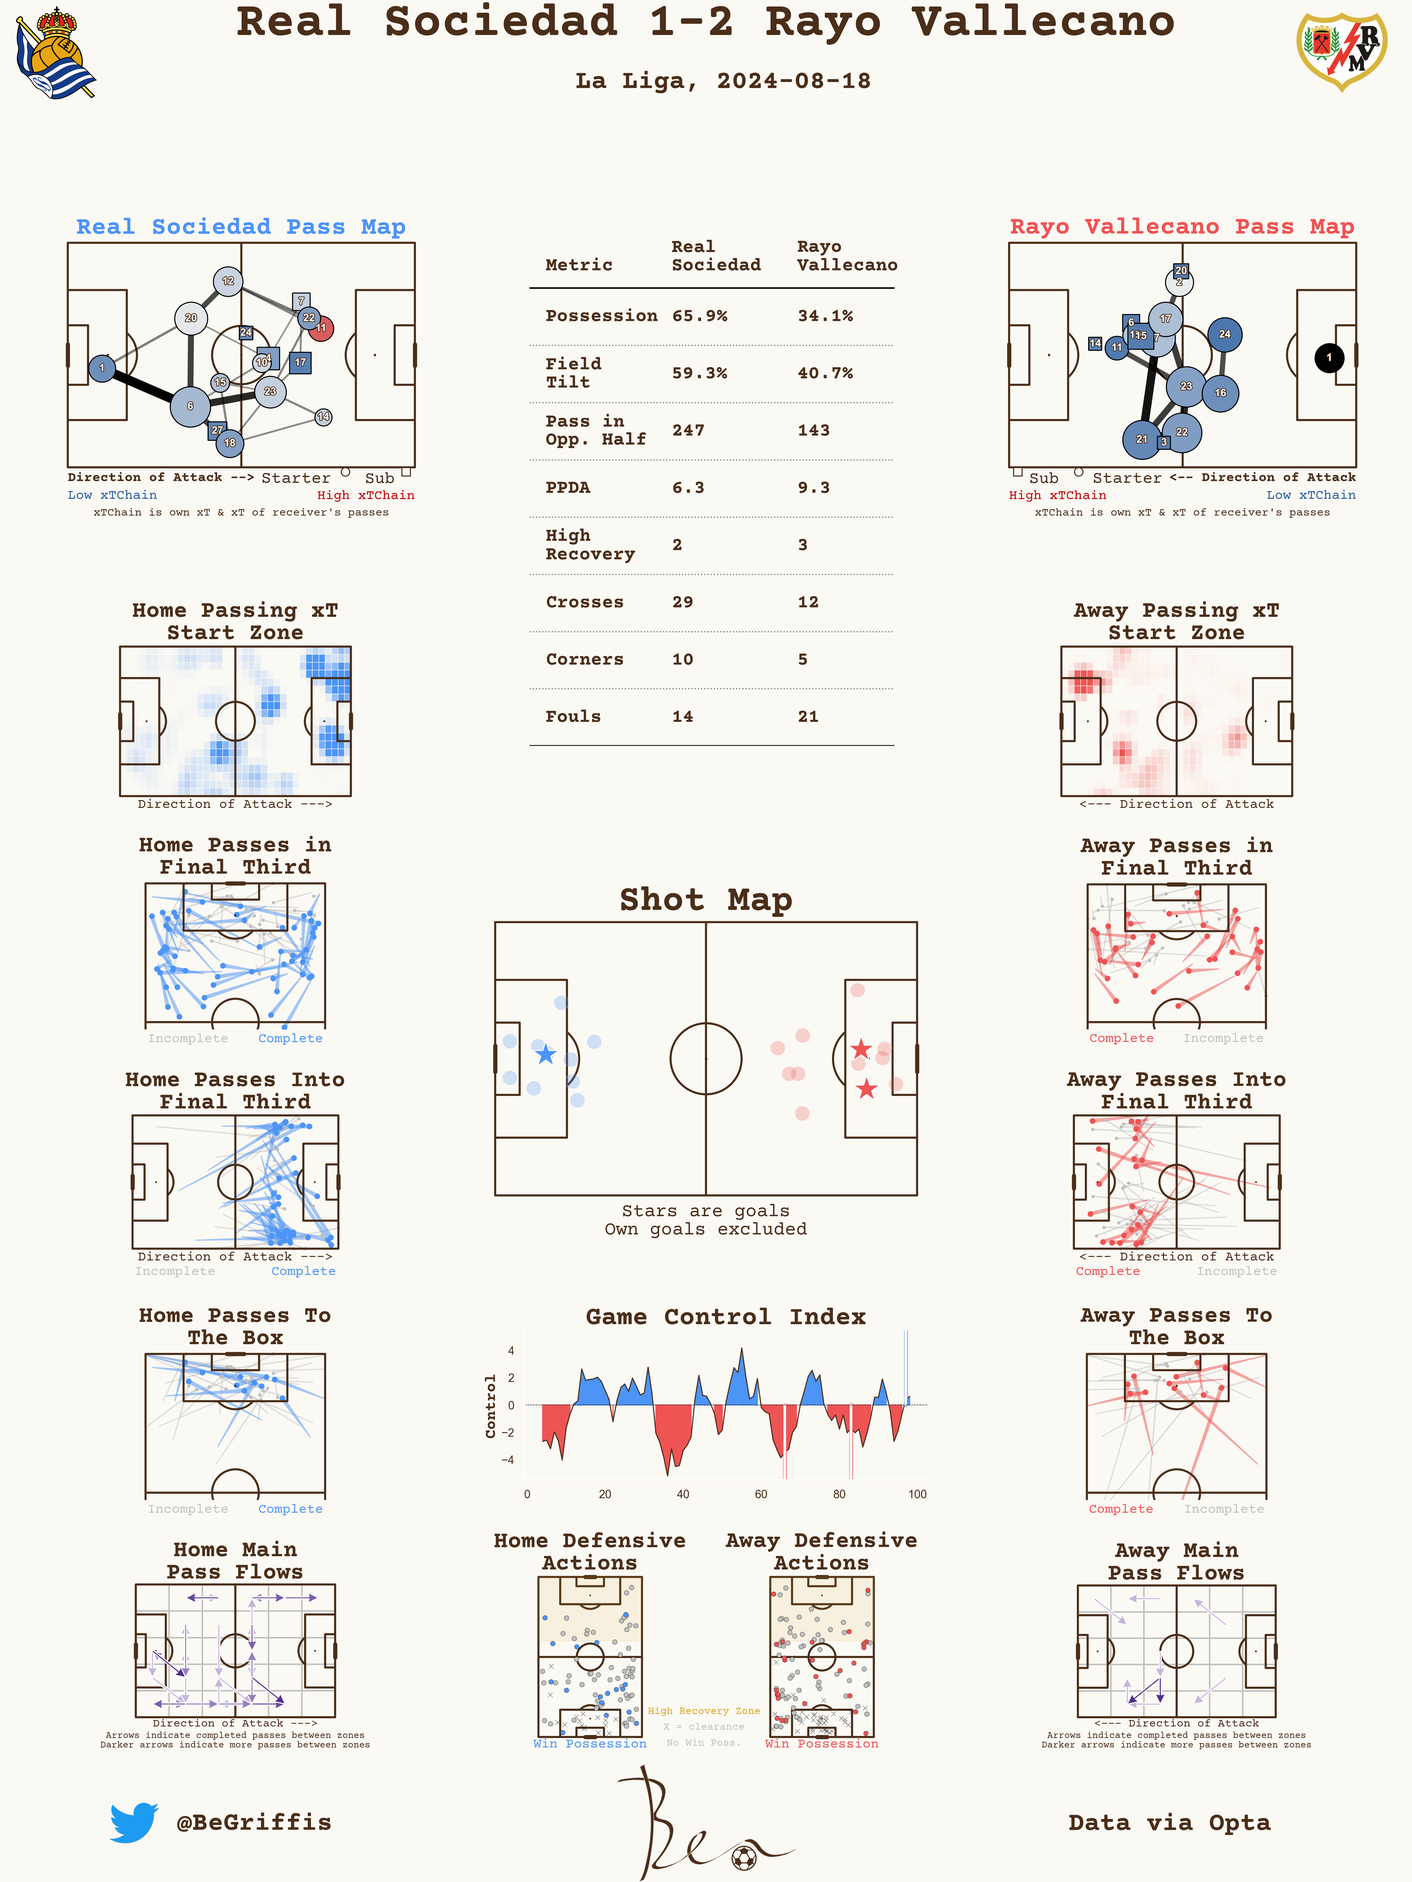 Real Sociedad 1-2 Rayo Vallecano
La Liga, 2024-08-18
RVM
Real Sociedad Pass Map
12
7
20
22
11
24
4
10
17
1
15
23
6
14
27
18
Direction of Attack --> Starter Sub
Low xTChain High xTChain
xTChain is own xT & xT of receiver's passes
Metric Real Sociedad Rayo Vallecano
Possession 65.9% 34.1%
Field Tilt 59.3% 40.7%
Pass in Opp. Half 247 143
PPDA 6.3 9.3
High Recovery 2 3
Crosses 29 12
Corners 10 5
Fouls 14 21
Rayo Vallecano Pass Map
20
2
6
17
15
7
24
14
11
1
23
16
21
3
22
Sub Starter <-- Direction of Attack
High xTChain Low xTChain
xTChain is own xT & xT of receiver's passes
Home Passing xT
Start Zone
Direction of Attack --->
Away Passing xT
Start Zone
<--- Direction of Attack
Home Passes in
Final Third
Incomplete Complete
Away Passes in
Final Third
Complete Incomplete
Shot Map
Stars are goals
Own goals excluded
Home Passes Into
Final Third
Direction of Attack --->
Incomplete Complete
Away Passes Into
Final Third
<--- Direction of Attack
Complete Incomplete
Home Passes To
The Box
Incomplete Complete
Game Control Index
Control
4
2
0
−2
−4
0 20 40 60 80 100
Away Passes To
The Box
Complete Incomplete
Home Main
Pass Flows
Direction of Attack --->
Arrows indicate completed passes between zones
Darker arrows indicate more passes between zones
Home Defensive
Actions
Win Possession
High Recovery Zone
X = clearance
No Win Poss.
Away Defensive
Actions
Win Possession
Away Main
Pass Flows
<--- Direction of Attack
Arrows indicate completed passes between zones
Darker arrows indicate more passes between zones
@BeGriffis
Ben
Data via Opta